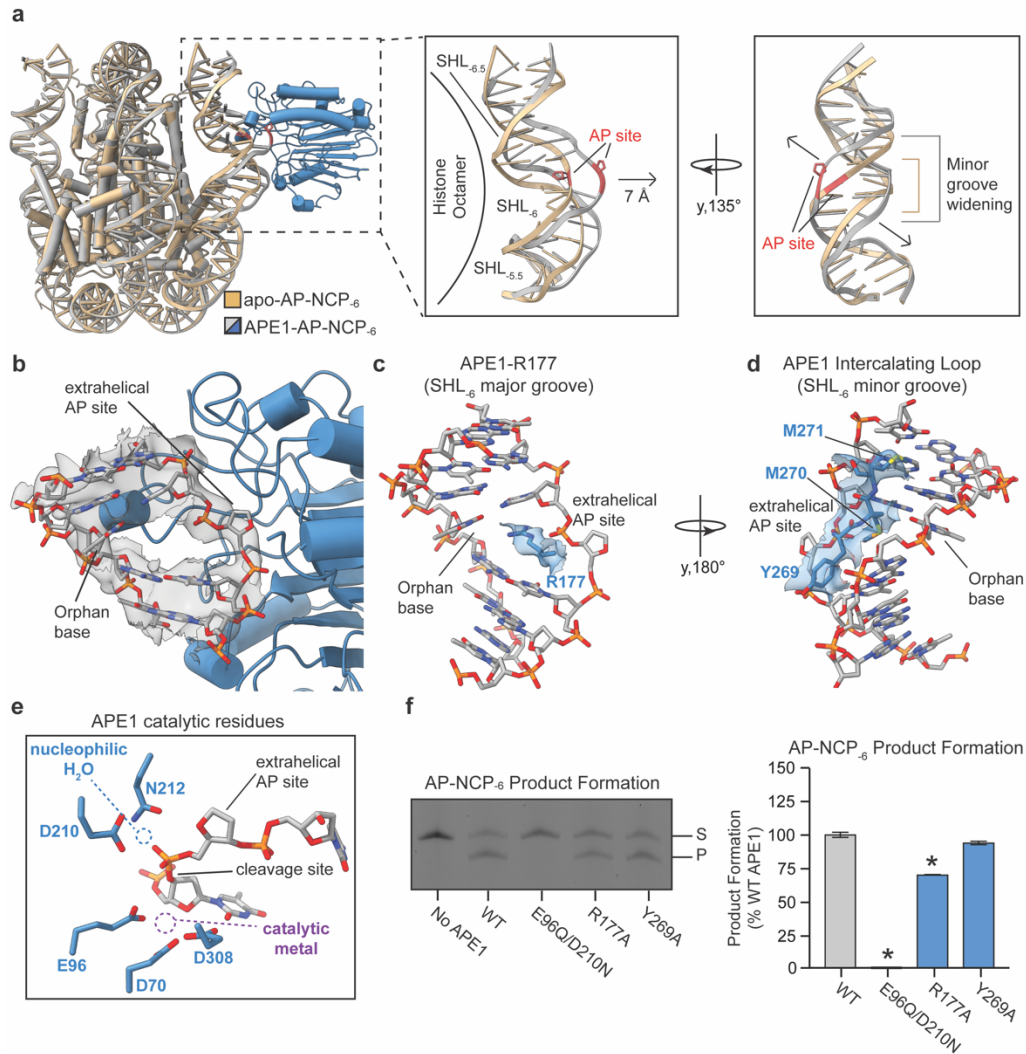 a
SHL-6.5
Histone
Octamer
AP site
7 Å
SHL-6
SHL-5.5
y,135°
Minor
groove
widening
AP site
apo-AP-NCP-6
APE1-AP-NCP-6
b
extrahelical
AP site
Orphan
base
c
APE1-R177
(SHL-6 major groove)
extrahelical
AP site
Orphan
base
R177
y,180°
d
APE1 Intercalating Loop
(SHL-6 minor groove)
M271
M270
extrahelical
AP site
Y269
Orphan
base
e
APE1 catalytic residues
nucleophilic
H2O
N212
extrahelical
AP site
D210
cleavage site
E96
D70
D308
catalytic
metal
f
AP-NCP-6 Product Formation
S
P
No APE1
WT
E96Q/D210N
R177A
Y269A
AP-NCP-6 Product Formation
Product Formation
(% WT APE1)
150
125
100
75
50
25
0
*
*
WT
E96Q/D210N
R177A
Y269A